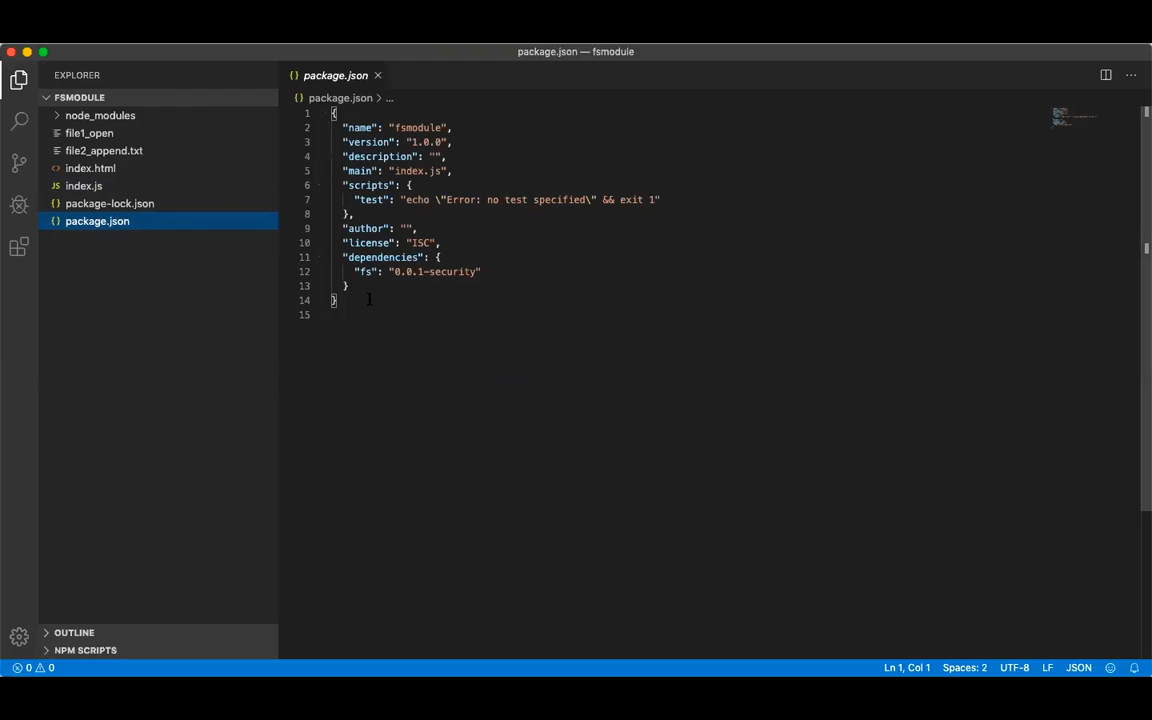 package.json — fsmodule
EXPLORER
FSMODULE
node_modules
file1_open
file2_append.txt
index.html
index.js
package-lock.json
package.json
OUTLINE
NPM SCRIPTS
package.json
package.json > ...
1 {
2 "name": "fsmodule",
3 "version": "1.0.0",
4 "description": "",
5 "main": "index.js",
6 "scripts": {
7 "test": "echo \"Error: no test specified\" && exit 1"
8 },
9 "author": "",
10 "license": "ISC",
11 "dependencies": {
12 "fs": "0.0.1-security"
13 }
14 }
15
0 0 Ln 1, Col 1 Spaces: 2 UTF-8 LF JSON